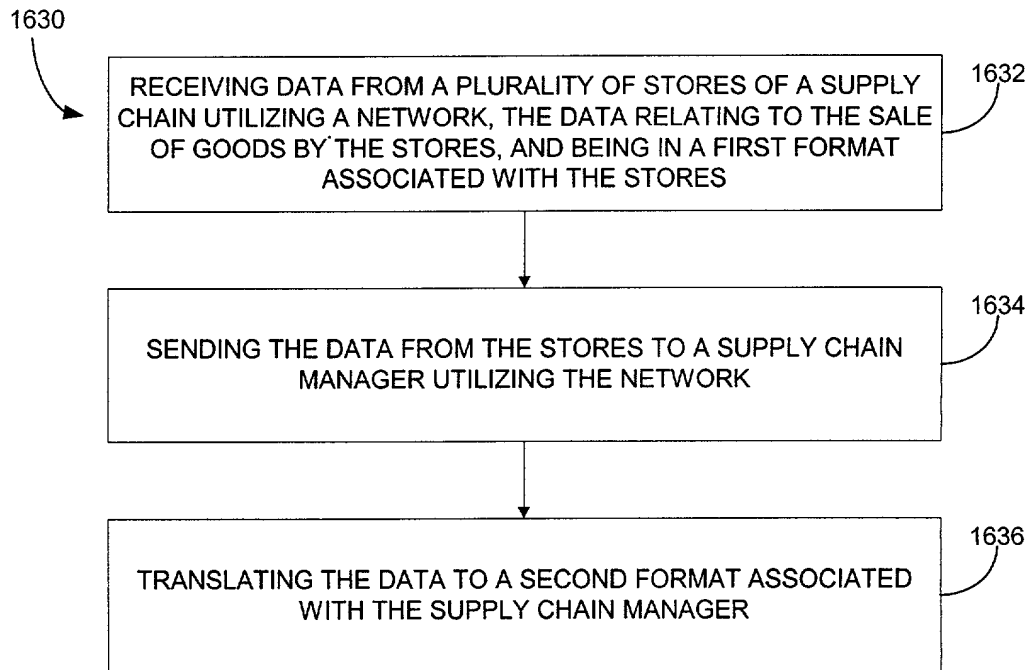 1630
RECEIVING DATA FROM A PLURALITY OF STORES OF A SUPPLY
CHAIN UTILIZING A NETWORK, THE DATA RELATING TO THE SALE
OF GOODS BY THE STORES, AND BEING IN A FIRST FORMAT
ASSOCIATED WITH THE STORES
1632
SENDING THE DATA FROM THE STORES TO A SUPPLY CHAIN
MANAGER UTILIZING THE NETWORK
1634
TRANSLATING THE DATA TO A SECOND FORMAT ASSOCIATED
WITH THE SUPPLY CHAIN MANAGER
1636